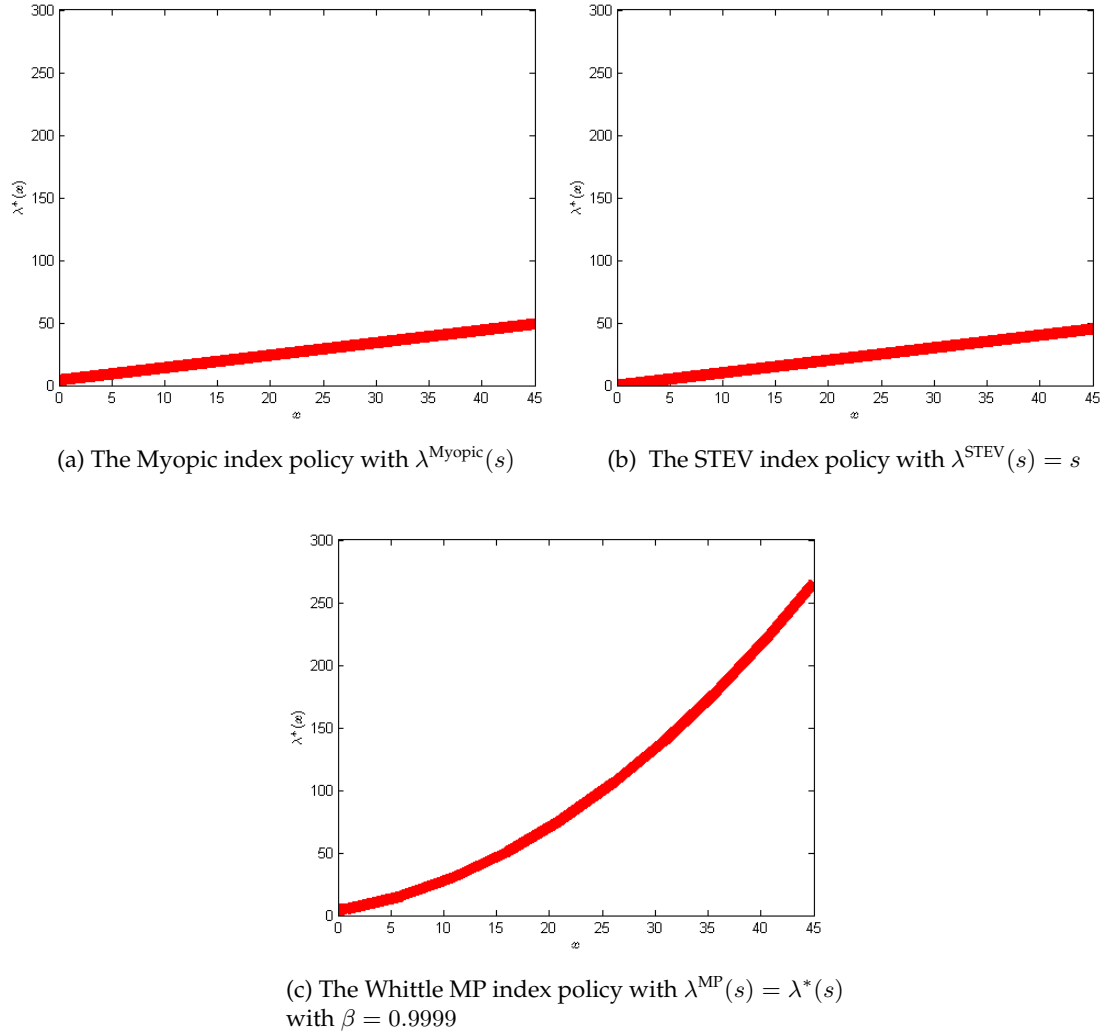 300
250
200
150
100
50
0
λ*(x)
0 5 10 15 20 25 30 35 40 45
x
(a) The Myopic index policy with λ^Myopic(s)
300
250
200
150
100
50
0
λ*(x)
0 5 10 15 20 25 30 35 40 45
x
(b) The STEV index policy with λ^STEV(s) = s
300
250
200
150
100
50
0
λ*(x)
0 5 10 15 20 25 30 35 40 45
x
(c) The Whittle MP index policy with λ^MP(s) = λ*(s)
with β = 0.9999